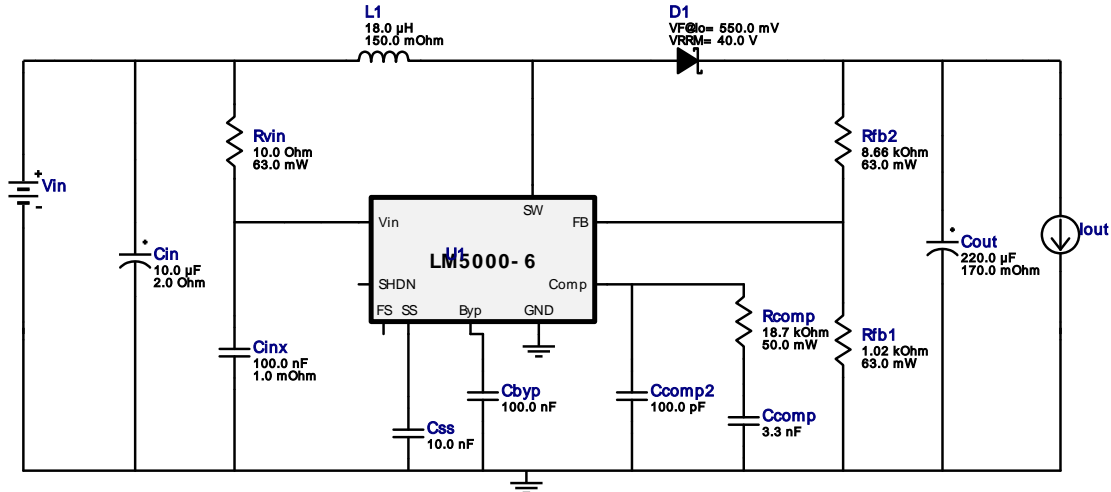 L1
18.0 µH
150.0 mOhm
D1
VF@Io= 550.0 mV
VRRM= 40.0 V
Rvin
10.0 Ohm
63.0 mW
Rfb2
8.66 kOhm
63.0 mW
+
Vin
-
Vin
SW
FB
U1
LM5000-6
SHDN
Comp
FS SS Byp GND
Cin
10.0 µF
2.0 Ohm
Cout
220.0 µF
170.0 mOhm
Iout
Cinx
100.0 nF
1.0 mOhm
Rcomp
18.7 kOhm
50.0 mW
Rfb1
1.02 kOhm
63.0 mW
Cbyp
100.0 nF
Ccomp2
100.0 pF
Ccomp
3.3 nF
Css
10.0 nF